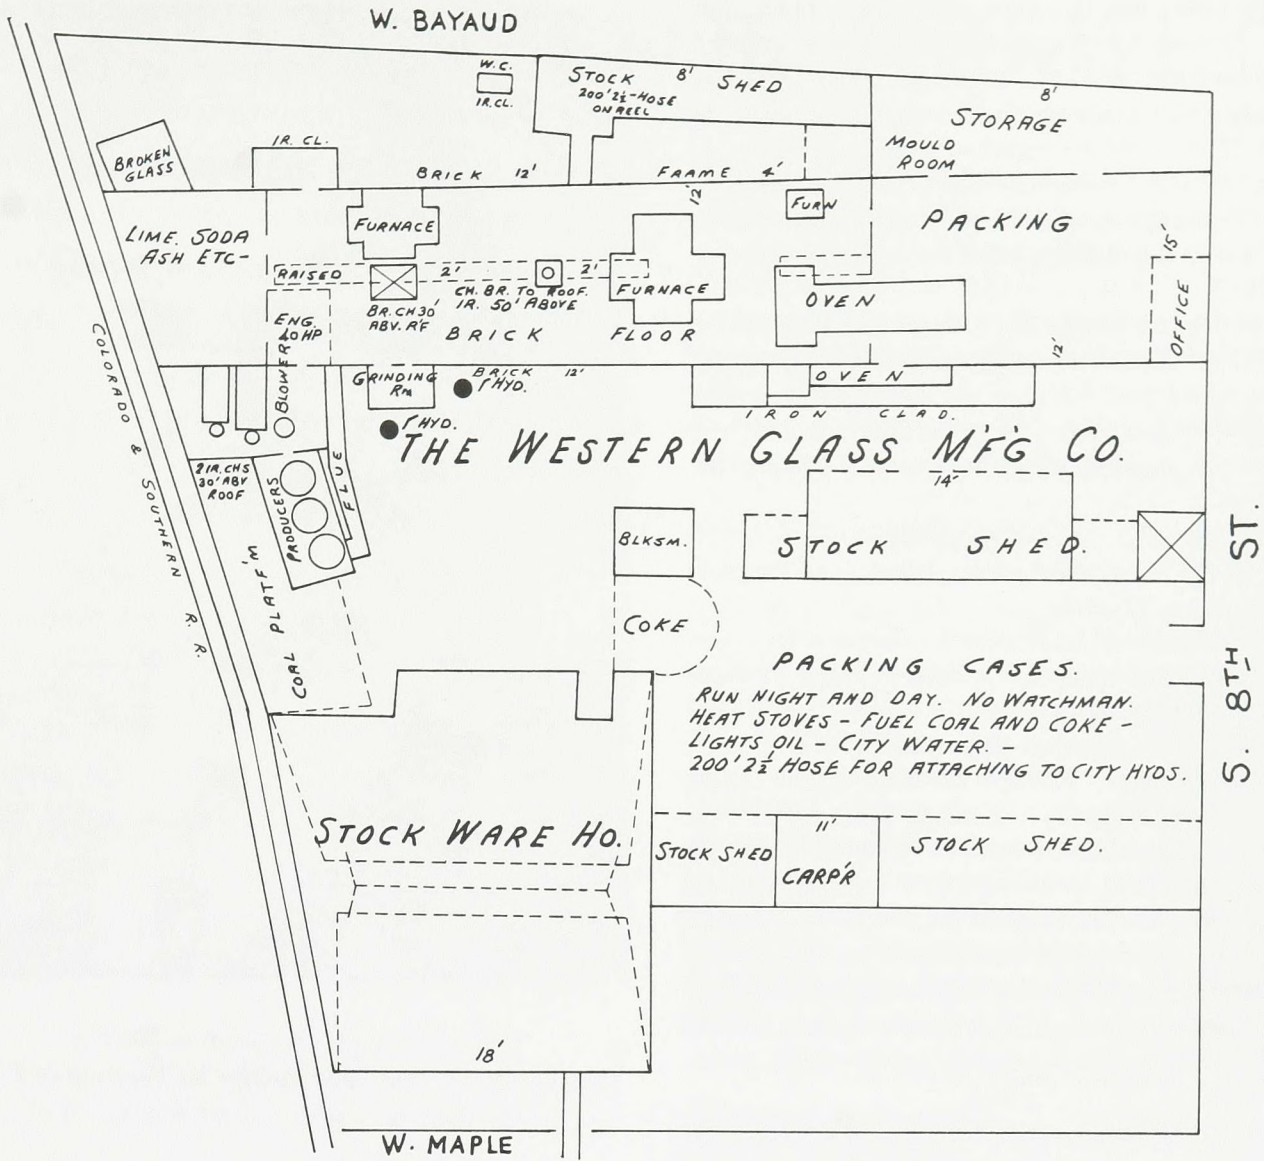 W. BAYAUD
W.C.
IR.CL.
STOCK 8' SHED
200' 2½-HOSE
ON REEL
8'
STORAGE
MOULD
ROOM
BROKEN
GLASS
IR. CL.
BRICK 12'
FRAME 4'
12'
FURN
PACKING
15'
OFFICE
LIME. SODA
ASH ETC-
FURNACE
RAISED
2'
2'
CH. BR. TO ROOF.
IR. 50' ABOVE
BR. CH 30'
ABV. R'F
FURNACE
OVEN
ENG.
40 HP
BLOWER
BRICK FLOOR
12'
GRINDING
RM
BRICK 12'
HYD.
HYD.
OVEN
IRON CLAD.
THE WESTERN GLASS M'F'G CO.
COLORADO & SOUTHERN R. R.
2 IR. CHS
30' ABV
ROOF
PRODUCERS
FLUE
COAL PLATF'M
BLKSM.
COKE
14'
STOCK SHED.
S. 8TH ST.
PACKING CASES.
RUN NIGHT AND DAY. NO WATCHMAN.
HEAT STOVES - FUEL COAL AND COKE -
LIGHTS OIL - CITY WATER. -
200' 2½ HOSE FOR ATTACHING TO CITY HYDS.
STOCK WARE HO.
STOCK SHED
11'
CARP'R
STOCK SHED.
18'
W. MAPLE